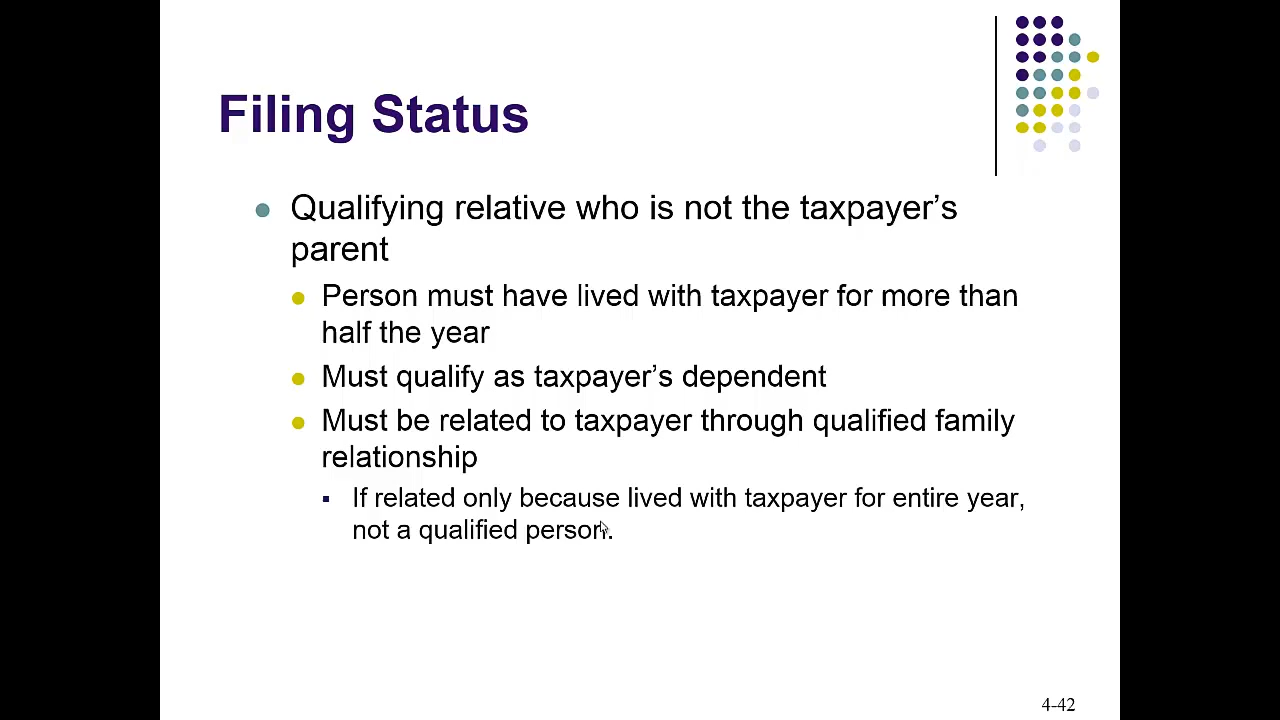 Filing Status
Qualifying relative who is not the taxpayer’s
parent
Person must have lived with taxpayer for more than
half the year
Must qualify as taxpayer’s dependent
Must be related to taxpayer through qualified family
relationship
If related only because lived with taxpayer for entire year,
not a qualified person.
4-42